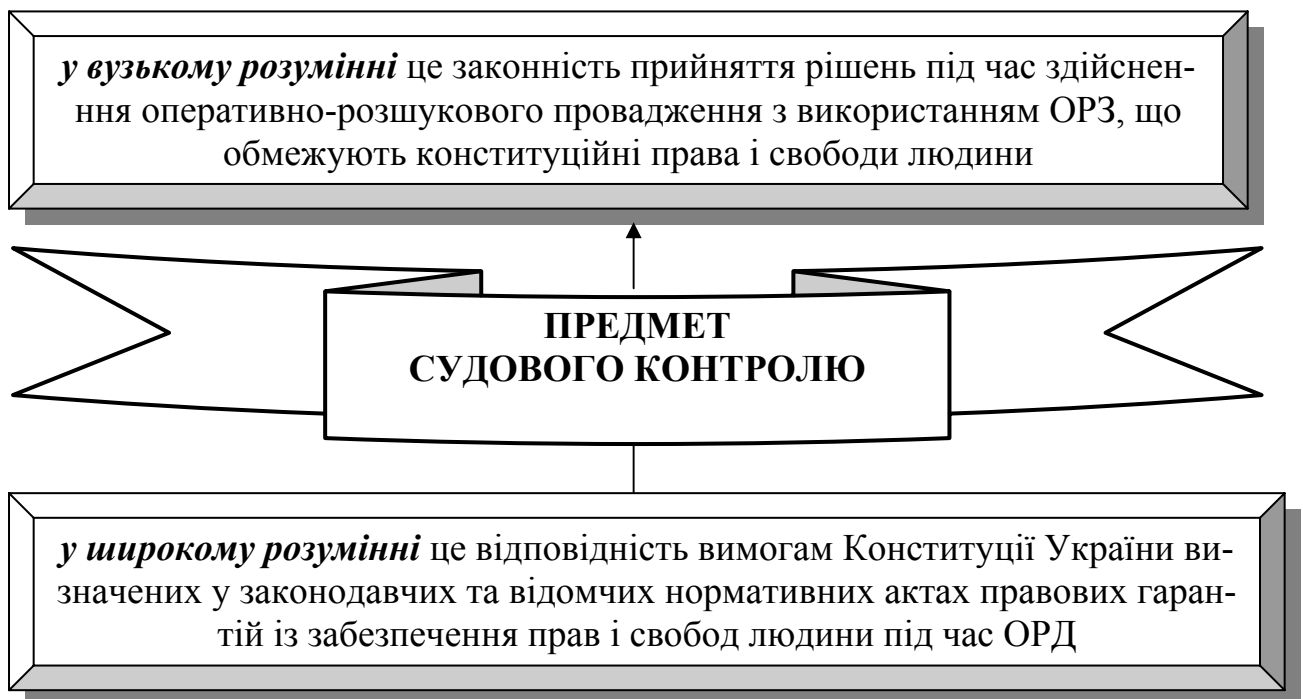 у вузькому розумінні це законність прийняття рішень під час здійснен-
ня оперативно-розшукового провадження з використанням ОРЗ, що
обмежують конституційні права і свободи людини
ПРЕДМЕТ
СУДОВОГО КОНТРОЛЮ
у широкому розумінні це відповідність вимогам Конституції України ви-
значених у законодавчих та відомчих нормативних актах правових гаран-
тій із забезпечення прав і свобод людини під час ОРД